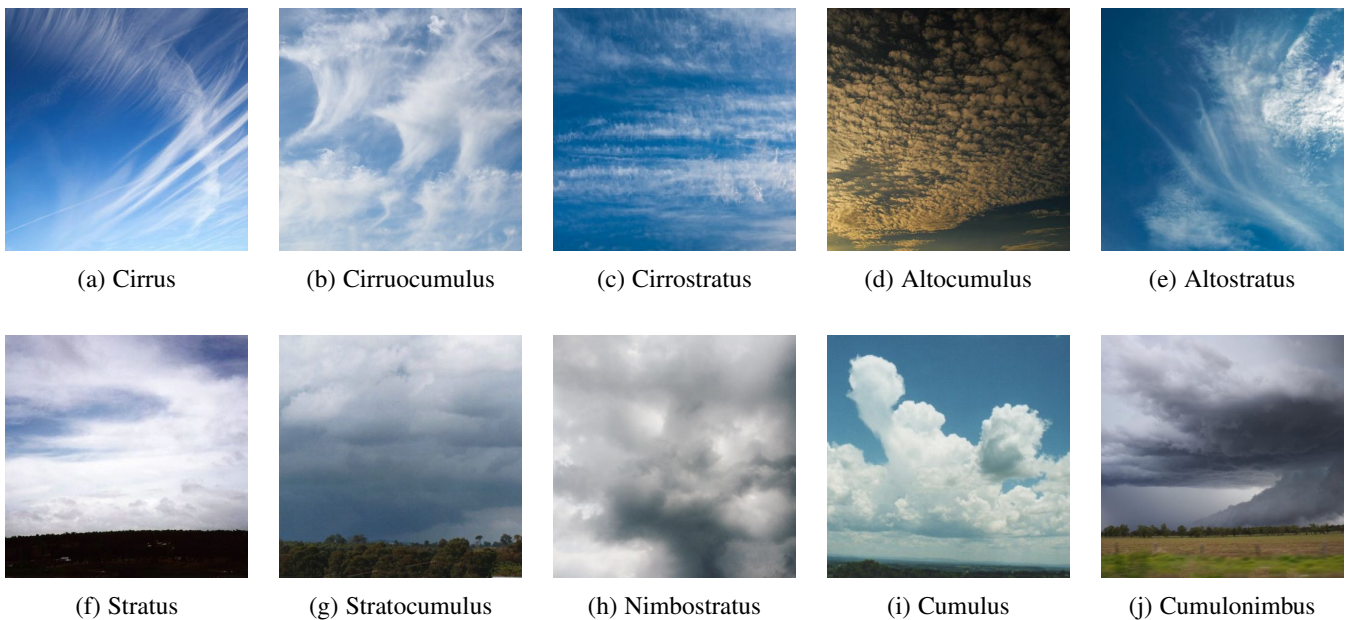 (a) Cirrus
(b) Cirruocumulus
(c) Cirrostratus
(d) Altocumulus
(e) Altostratus
(f) Stratus
(g) Stratocumulus
(h) Nimbostratus
(i) Cumulus
(j) Cumulonimbus